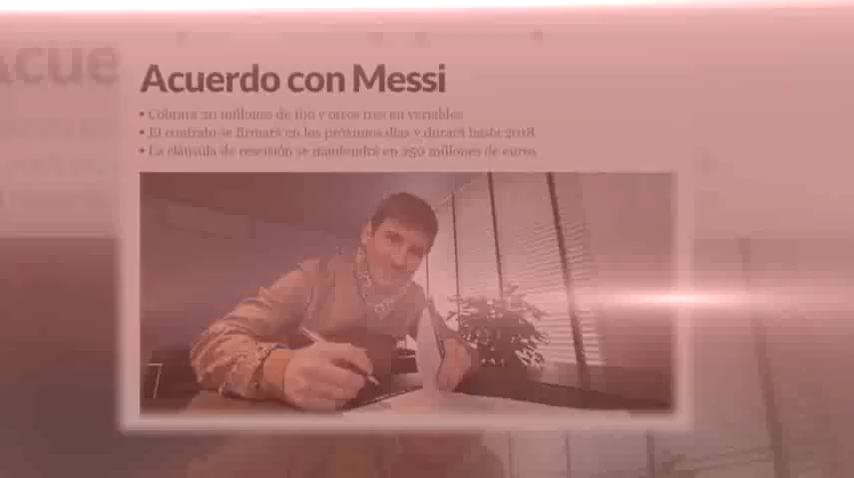 Acue
Acuerdo con Messi
• Cobrará 20 millones de fijo y otros tres en variables
• El contrato se firmará en los próximos días y durará hasta 2018
• La cláusula de rescisión se mantendrá en 250 millones de euros